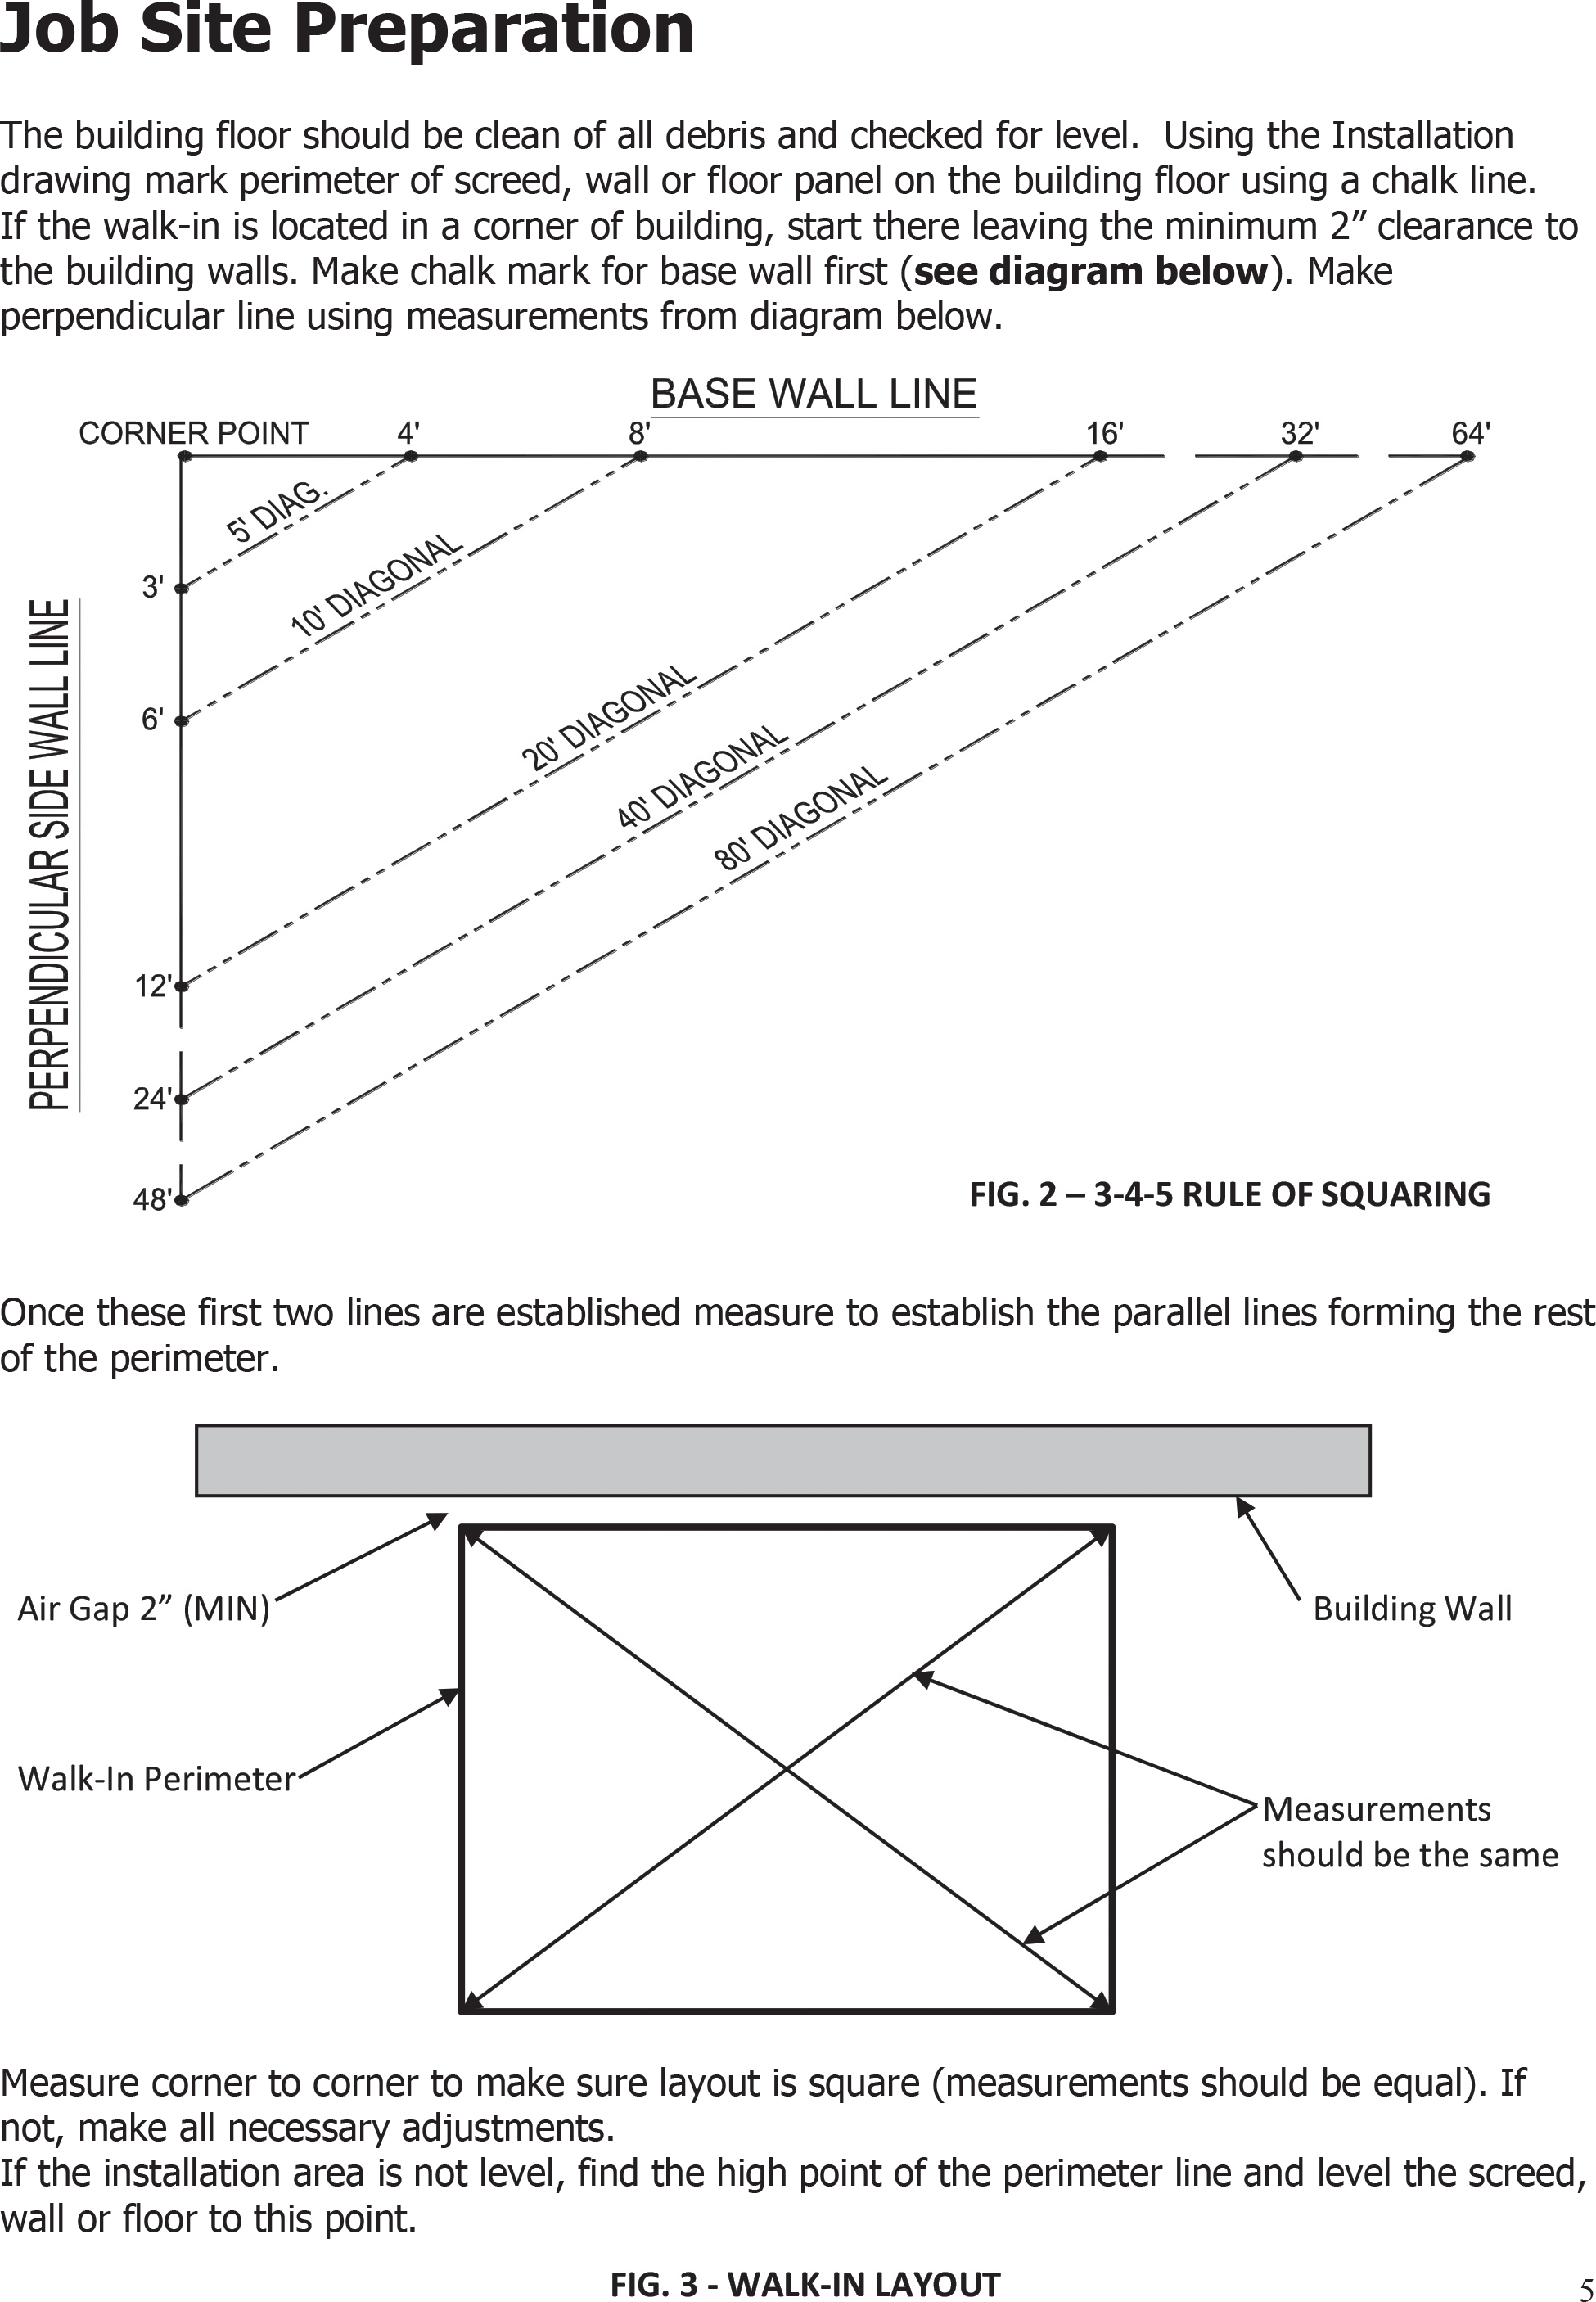 Job Site Preparation
The building floor should be clean of all debris and checked for level.  Using the Installation
drawing mark perimeter of screed, wall or floor panel on the building floor using a chalk line.
If the walk-in is located in a corner of building, start there leaving the minimum 2” clearance to
the building walls. Make chalk mark for base wall first (see diagram below). Make
perpendicular line using measurements from diagram below.
BASE WALL LINE
CORNER POINT 4' 8' 16' 32' 64'
5' DIAG.
10' DIAGONAL
20' DIAGONAL
40' DIAGONAL
80' DIAGONAL
PERPENDICULAR SIDE WALL LINE
3'
6'
12'
24'
48'
FIG. 2 – 3-4-5 RULE OF SQUARING
Once these first two lines are established measure to establish the parallel lines forming the rest
of the perimeter.
Air Gap 2” (MIN)
Building Wall
Walk-In Perimeter
Measurements
should be the same
Measure corner to corner to make sure layout is square (measurements should be equal). If
not, make all necessary adjustments.
If the installation area is not level, find the high point of the perimeter line and level the screed,
wall or floor to this point.
FIG. 3 - WALK-IN LAYOUT
5